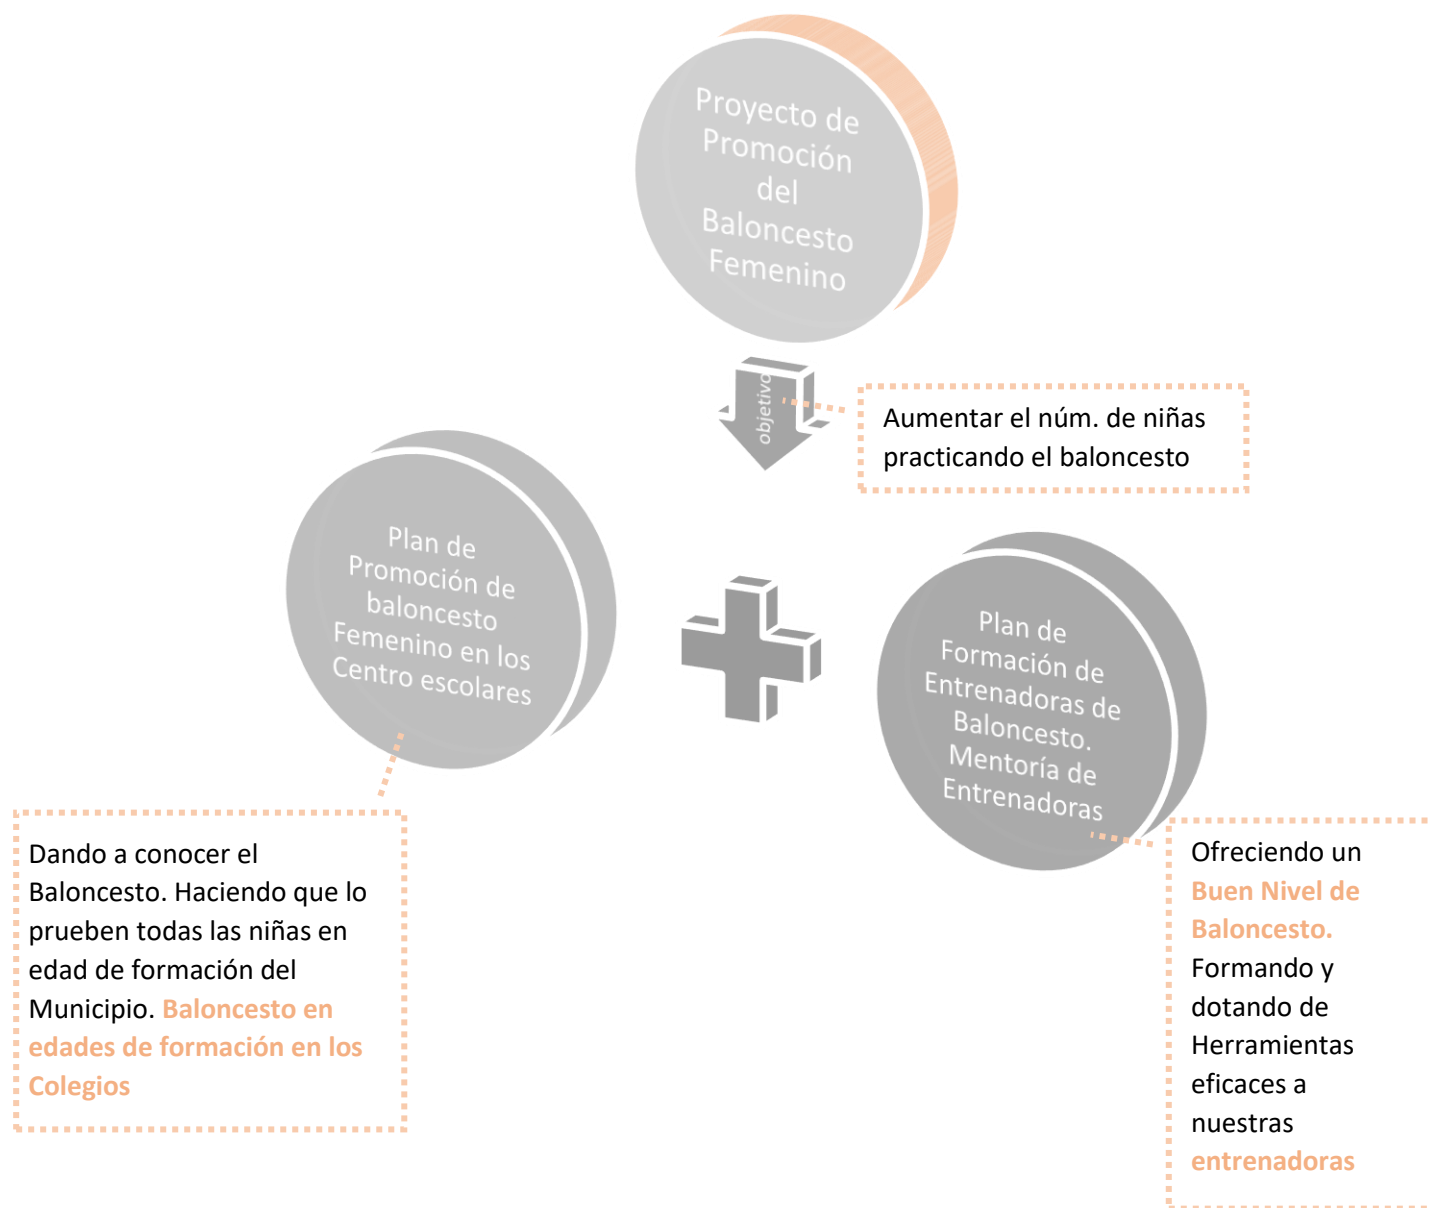 Proyecto de
Promoción
del
Baloncesto
Femenino
objetivo
Aumentar el núm. de niñas
practicando el baloncesto
Plan de
Promoción de
baloncesto
Femenino en los
Centro escolares
Plan de
Formación de
Entrenadoras de
Baloncesto.
Mentoría de
Entrenadoras
Dando a conocer el
Baloncesto. Haciendo que lo
prueben todas las niñas en
edad de formación del
Municipio. Baloncesto en
edades de formación en los
Colegios
Ofreciendo un
Buen Nivel de
Baloncesto.
Formando y
dotando de
Herramientas
eficaces a
nuestras
entrenadoras